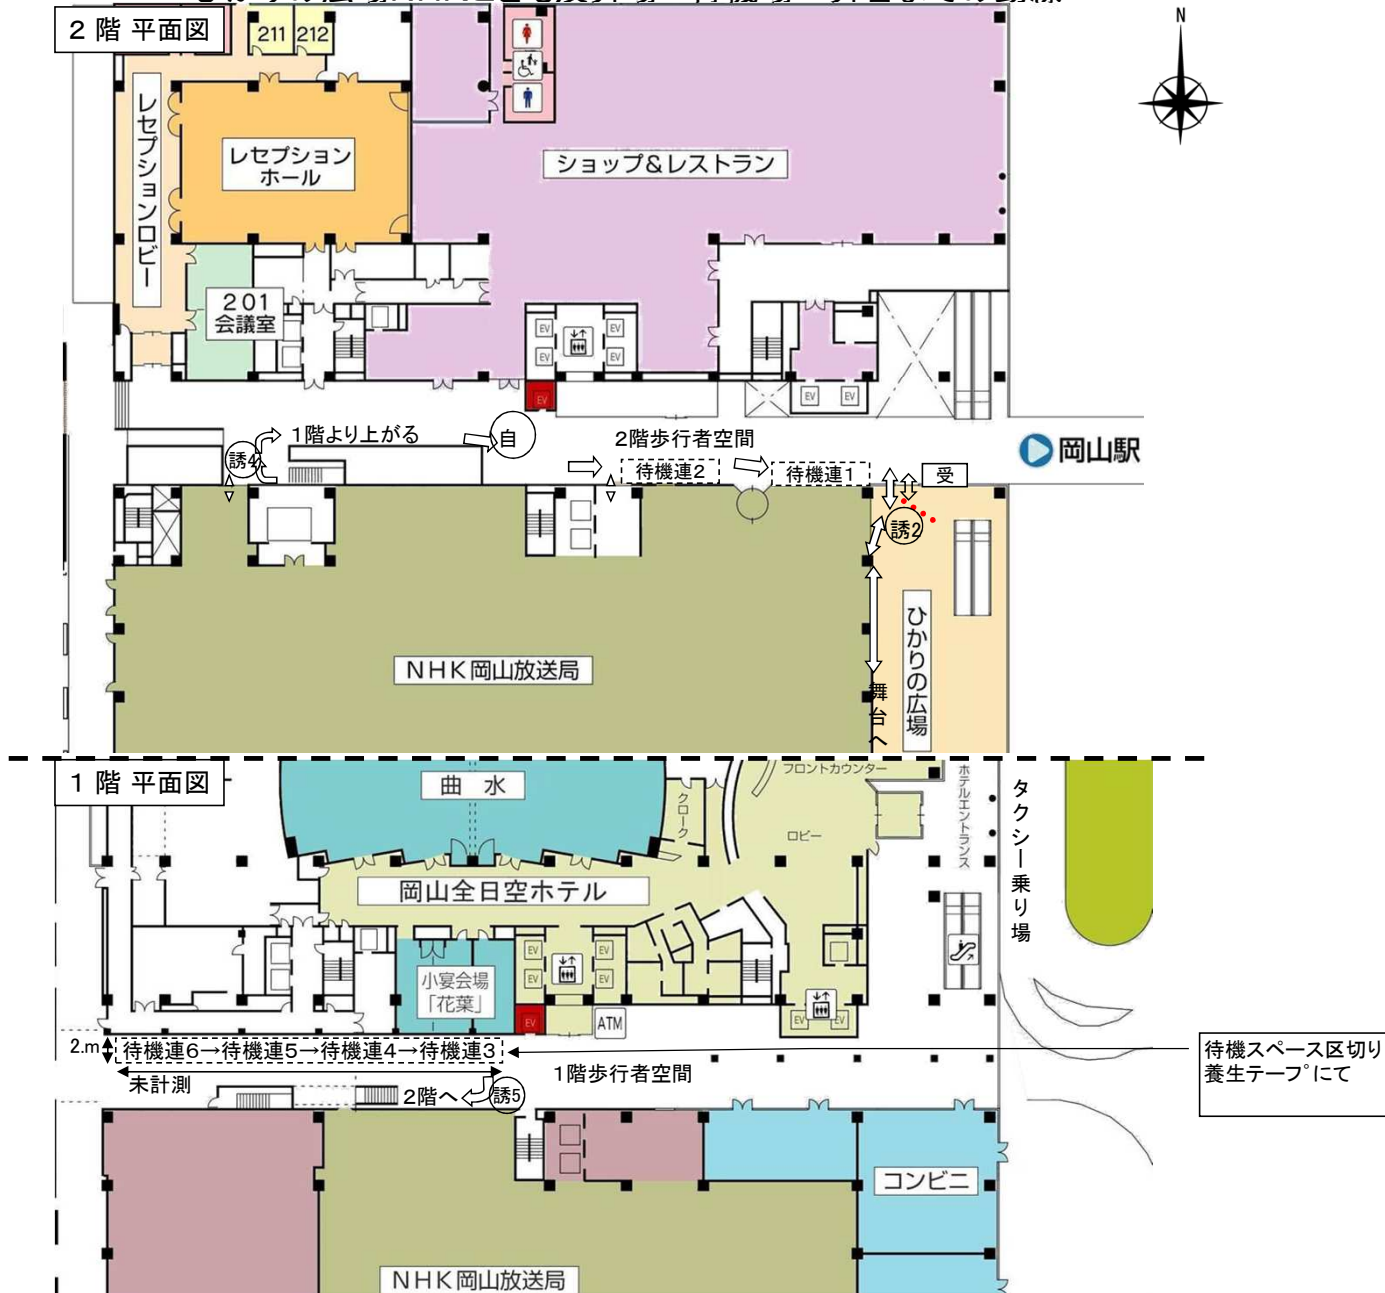 N
2階 平面図
211
212
レセプションロビー
レセプション
ホール
ショップ&レストラン
201
会議室
EV
EV
EV
EV
EV
EV
EV
1階より上がる
自
2階歩行者空間
岡山駅
誘4
待機連2
待機連1
受
誘2
NHK岡山放送局
ひかりの広場
舞台へ
1階 平面図
曲 水
クローク
フロントカウンター
ロビー
ホテルエントランス
タクシー乗り場
岡山全日空ホテル
小宴会場
「花葉」
EV
EV
EV
EV
EV
ATM
EV
EV
2.m
待機連6→待機連5→待機連4→待機連3
未計測
2階へ
誘5
1階歩行者空間
待機スペース区切り
養生テープにて
コンビニ
NHK岡山放送局